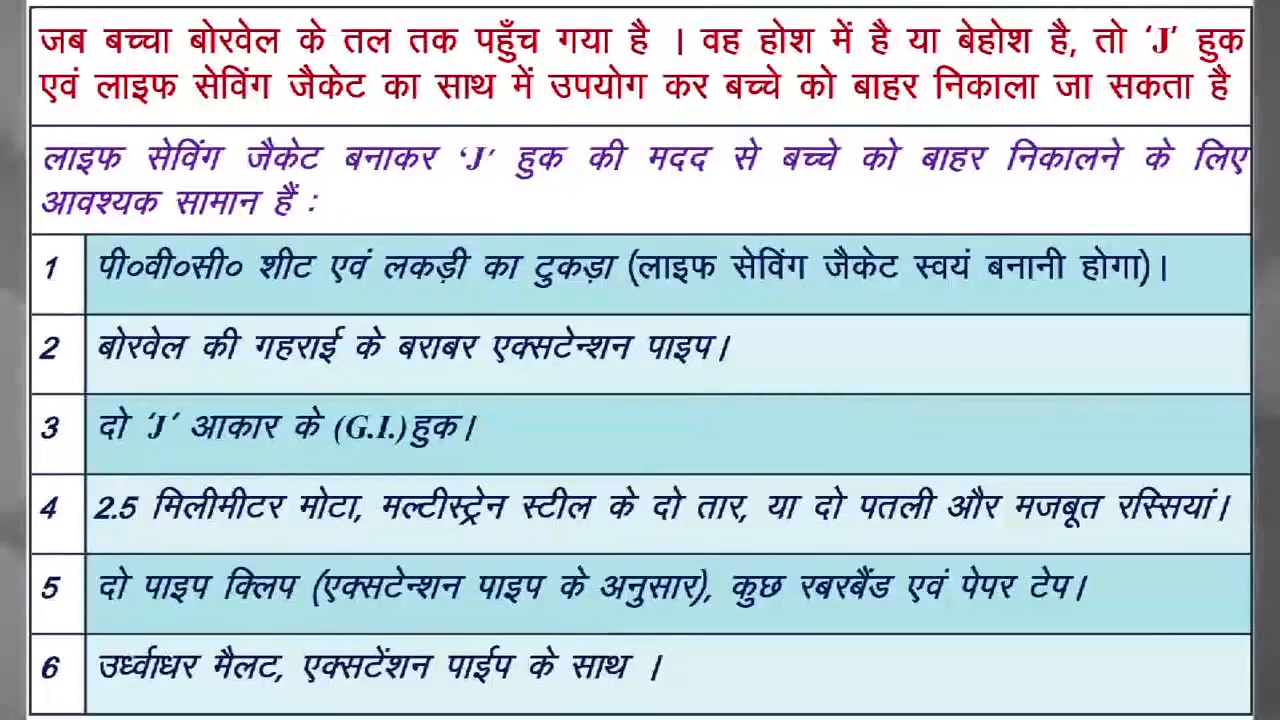 जब बच्चा बोरवेल के तल तक पहुँच गया है । वह होश में है या बेहोश है, तो ‘J’ हुक
एवं लाइफ सेविंग जैकेट का साथ में उपयोग कर बच्चे को बाहर निकाला जा सकता है
लाइफ सेविंग जैकेट बनाकर ‘J’ हुक की मदद से बच्चे को बाहर निकालने के लिए
आवश्यक सामान हैं :
1 पी०वी०सी० शीट एवं लकड़ी का टुकड़ा (लाइफ सेविंग जैकेट स्वयं बनानी होगा)।
2 बोरवेल की गहराई के बराबर एक्सटेन्शन पाइप।
3 दो ‘J’ आकार के (G.I.)हुक।
4 2.5 मिलीमीटर मोटा, मल्टीस्ट्रेन स्टील के दो तार, या दो पतली और मजबूत रस्सियां।
5 दो पाइप क्लिप (एक्सटेन्शन पाइप के अनुसार), कुछ रबरबैंड एवं पेपर टेप।
6 उर्ध्वाधर मैलट, एक्सटेंशन पाईप के साथ ।